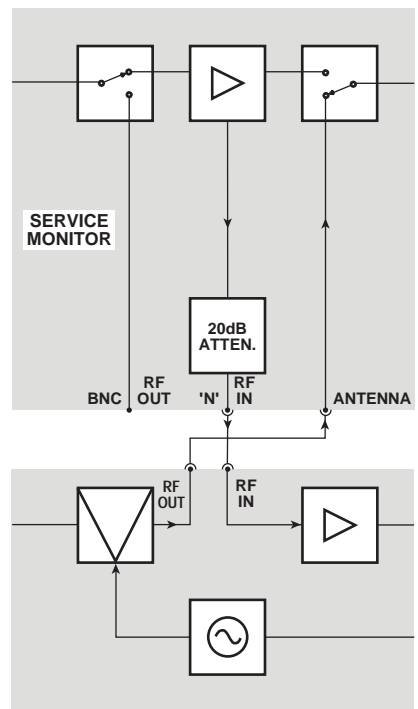 SERVICE
MONITOR
20dB
ATTEN.
BNC
RF
OUT
'N'
RF
IN
ANTENNA
RF
OUT
RF
IN